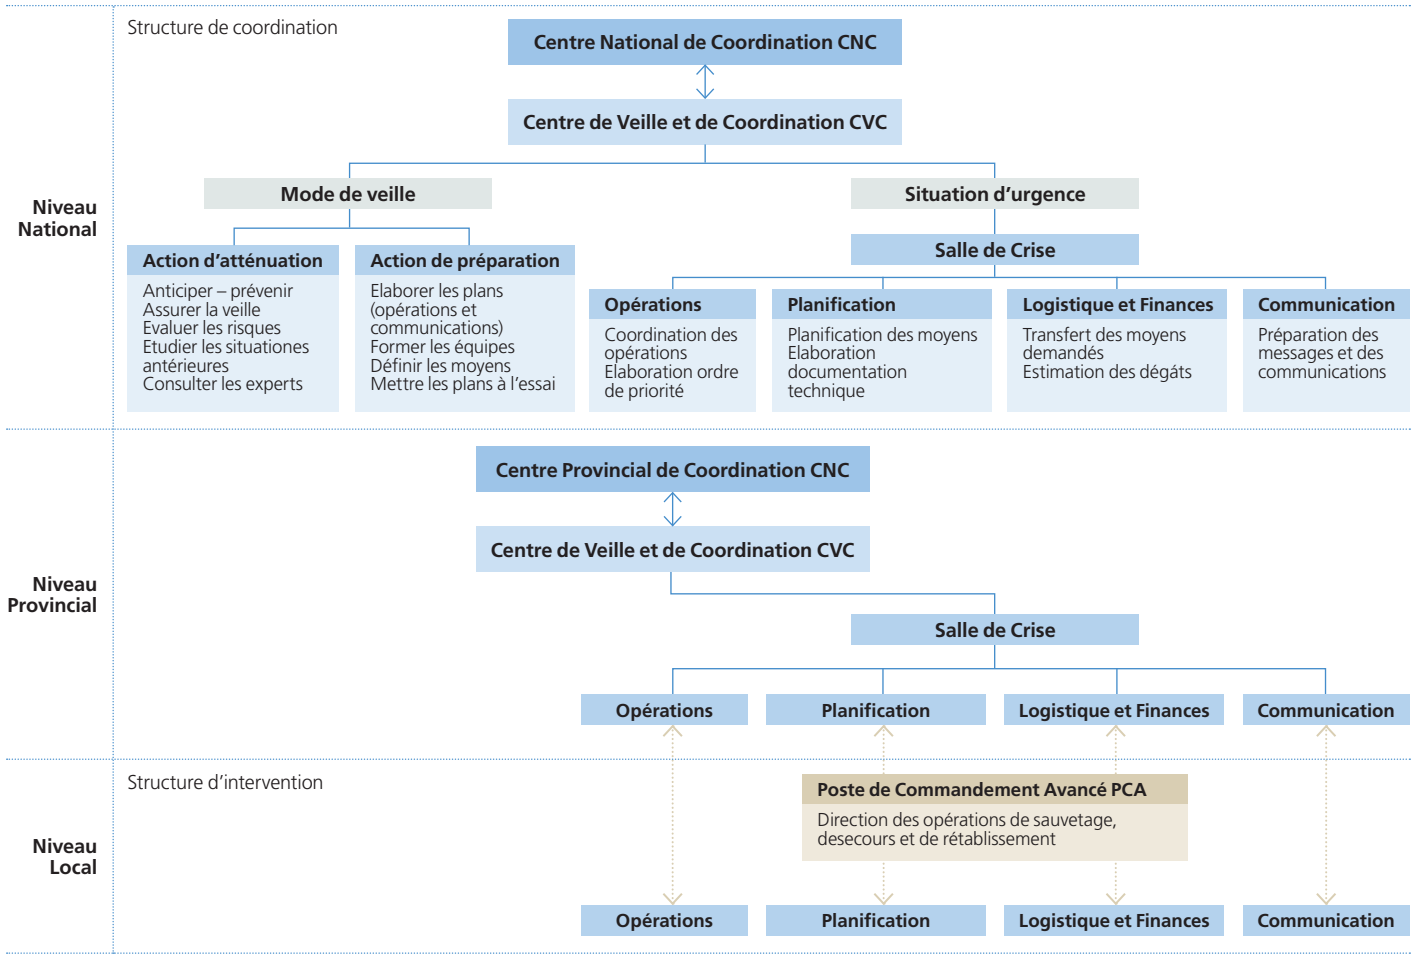 Structure de coordination
Centre National de Coordination CNC
Centre de Veille et de Coordination CVC
Niveau
National
Mode de veille
Situation d’urgence
Salle de Crise
Action d’atténuation
Anticiper – prévenir
Assurer la veille
Evaluer les risques
Etudier les situationes
antérieures
Consulter les experts
Action de préparation
Elaborer les plans
(opérations et
communications)
Former les équipes
Définir les moyens
Mettre les plans à l’essai
Opérations
Coordination des
opérations
Elaboration ordre
de priorité
Planification
Planification des moyens
Elaboration
documentation
technique
Logistique et Finances
Transfert des moyens
demandés
Estimation des dégâts
Communication
Préparation des
messages et des
communications
Centre Provincial de Coordination CNC
Centre de Veille et de Coordination CVC
Niveau
Provincial
Salle de Crise
Opérations
Planification
Logistique et Finances
Communication
Structure d’intervention
Poste de Commandement Avancé PCA
Direction des opérations de sauvetage,
desecours et de rétablissement
Niveau
Local
Opérations
Planification
Logistique et Finances
Communication